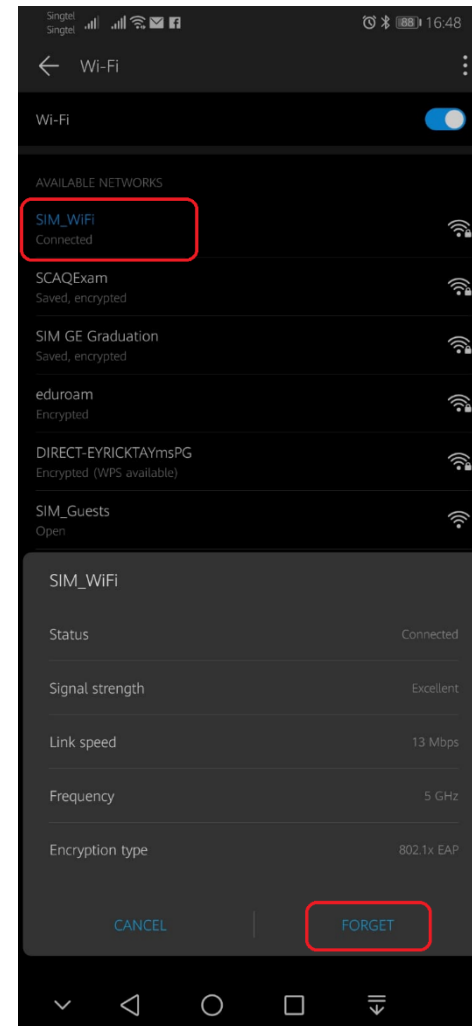 Singtel
Singtel
88 16:48
Wi-Fi
Wi-Fi
AVAILABLE NETWORKS
SIM_WiFi
Connected
SCAQExam
Saved, encrypted
SIM GE Graduation
Saved, encrypted
eduroam
Encrypted
DIRECT-EYRICKTAYmsPG
Encrypted (WPS available)
SIM_Guests
Open
SIM_WiFi
Status Connected
Signal strength Excellent
Link speed 13 Mbps
Frequency 5 GHz
Encryption type 802.1x EAP
CANCEL FORGET